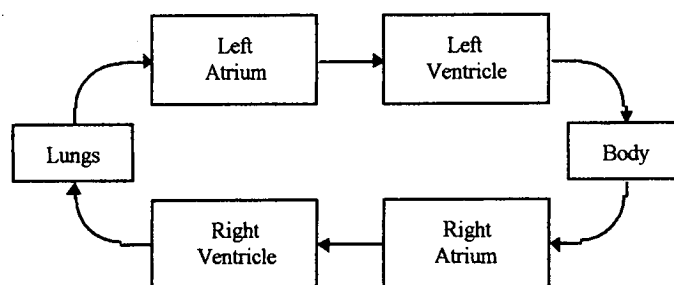 Left
Atrium
Left
Ventricle
Lungs
Body
Right
Ventricle
Right
Atrium